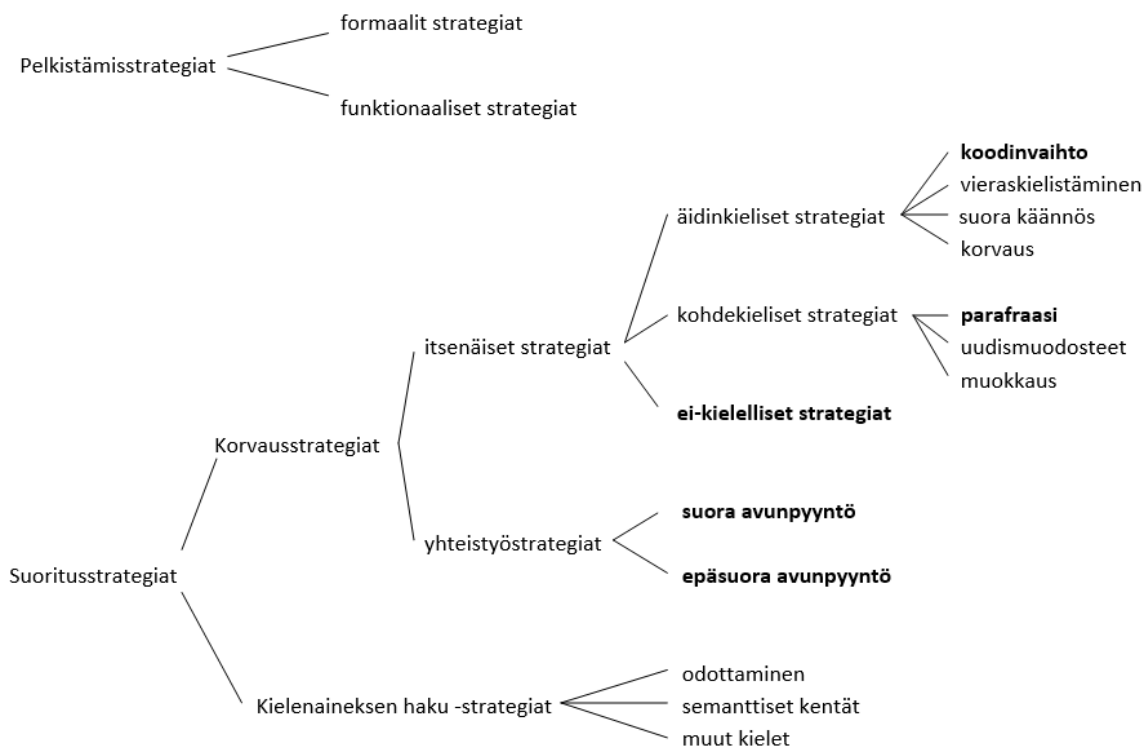 formaalit strategiat
Pelkistämisstrategiat
funktionaaliset strategiat
koodinvaihto
vieraskielistäminen
äidinkieliset strategiat
suora käännös
korvaus
kohdekieliset strategiat
parafraasi
itsenäiset strategiat
uudismuodosteet
muokkaus
ei-kielelliset strategiat
Korvausstrategiat
suora avunpyyntö
yhteistyöstrategiat
epäsuora avunpyyntö
Suoritusstrategiat
odottaminen
Kielenaineksen haku -strategiat
semanttiset kentät
muut kielet